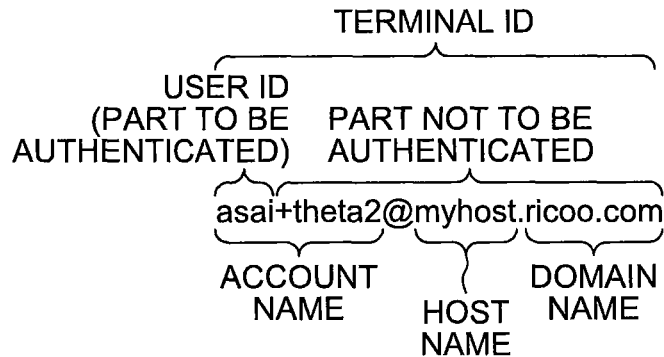 TERMINAL ID
USER ID
(PART TO BE
AUTHENTICATED)
PART NOT TO BE
AUTHENTICATED
asai+theta2@myhost.ricoo.com
ACCOUNT
NAME
HOST
NAME
DOMAIN
NAME